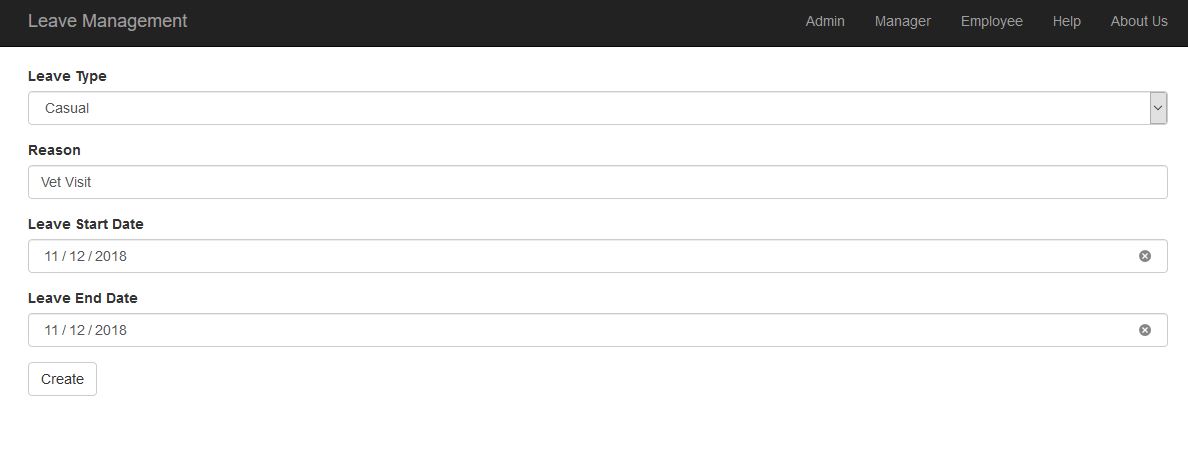 Leave Management Admin Manager Employee Help About Us
Leave Type
Casual
Reason
Vet Visit
Leave Start Date
11 / 12 / 2018
Leave End Date
11 / 12 / 2018
Create